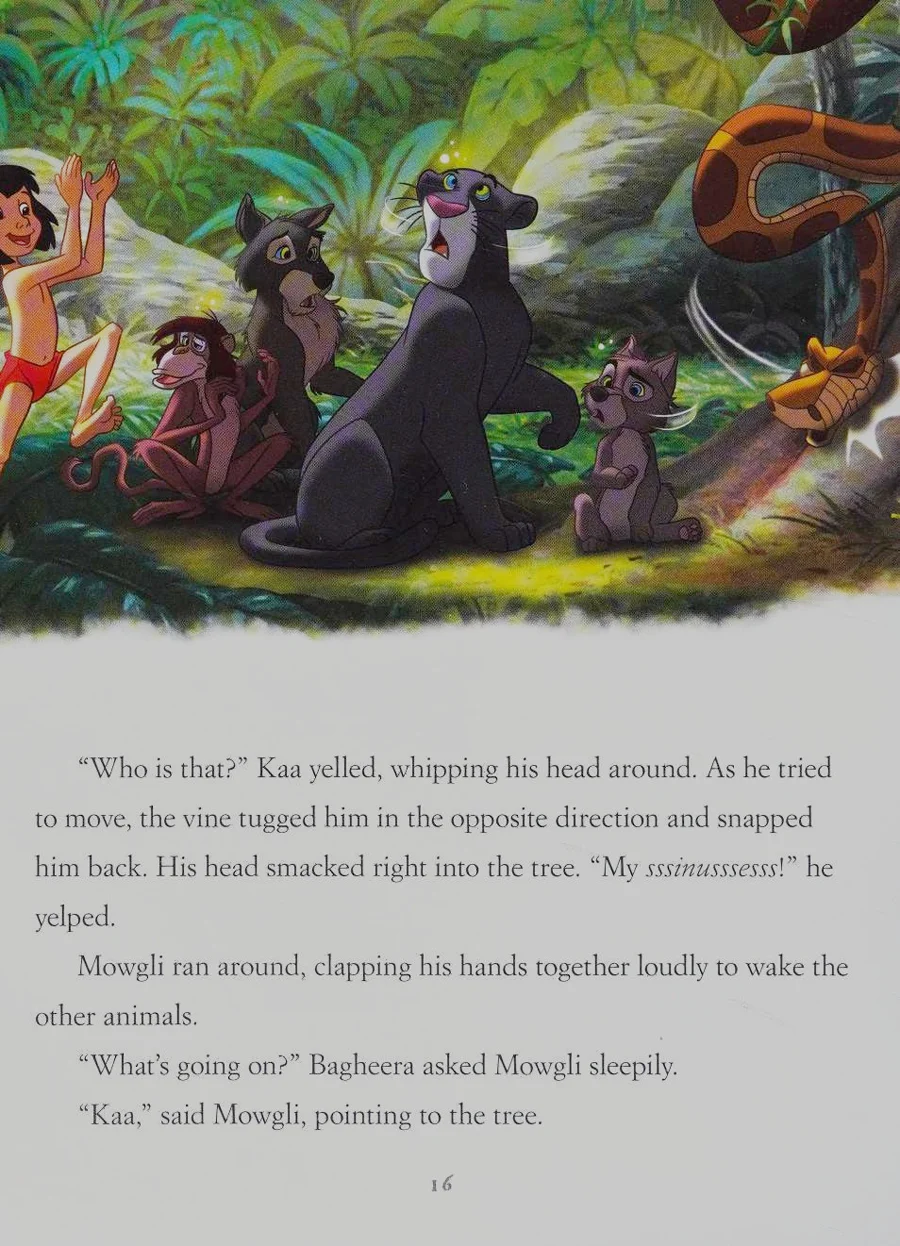 “Who is that?” Kaa yelled, whipping his head around. As he tried
to move, the vine tugged him in the opposite direction and snapped
him back. His head smacked right into the tree. “My sssinusssesss!” he
yelped.
Mowgli ran around, clapping his hands together loudly to wake the
other animals.
“What’s going on?” Bagheera asked Mowgli sleepily.
“Kaa,” said Mowgli, pointing to the tree.
16